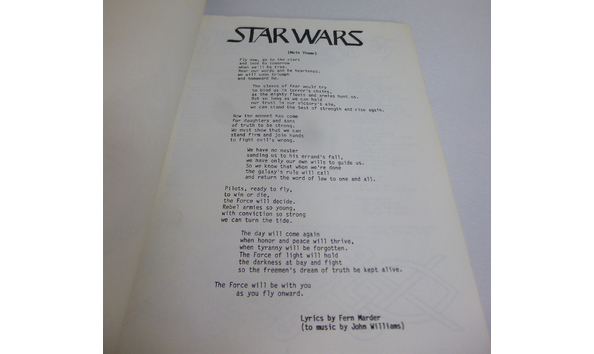 STAR WARS
(Main Theme)
Fly now, go to the stars
and soon to tomorrow
when we'll be free.
Hear our words and be heartened;
we will soon triumph
and homeward be.
The slaves of fear would try
to bind us in terror's chains,
as the mighty fleets and armies hunt us.
But so long as we can hold
our trust in our victory's aim,
we can stand the test of strength and rise again.
Now the moment has come
for daughters and sons
of truth to be strong.
We must show that we can
stand firm and join hands
to fight evil's wrong.
We have no master
sending us to his errand's fall,
we have only our own wills to guide us.
So we know that when we're done
the galaxy's rule will call
and return the word of law to one and all.
Pilots, ready to fly,
to win or die,
the Force will decide.
Rebel armies so young,
with conviction so strong
we can turn the tide.
The day will come again
when honor and peace will thrive,
when tyranny will be forgotten.
The Force of light will hold
the darkness at bay and fight
so the freemen's dream of truth be kept alive.
The Force will be with you
as you fly onward.
Lyrics by Fern Marder
(to music by John Williams)